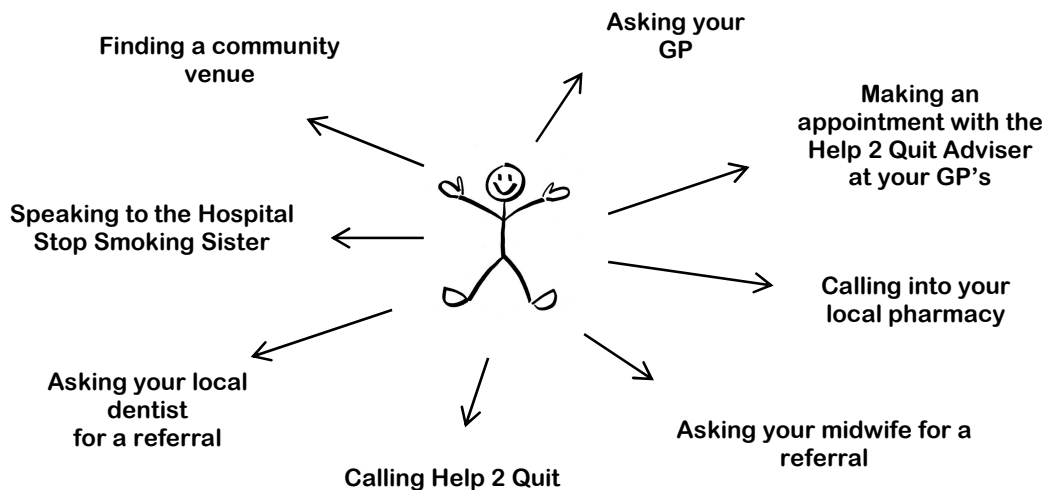 Asking your
GP
Finding a community
venue
Making an
appointment with the
Help 2 Quit Adviser
at your GP’s
Speaking to the Hospital
Stop Smoking Sister
Calling into your
local pharmacy
Asking your local
dentist
for a referral
Asking your midwife for a
referral
Calling Help 2 Quit